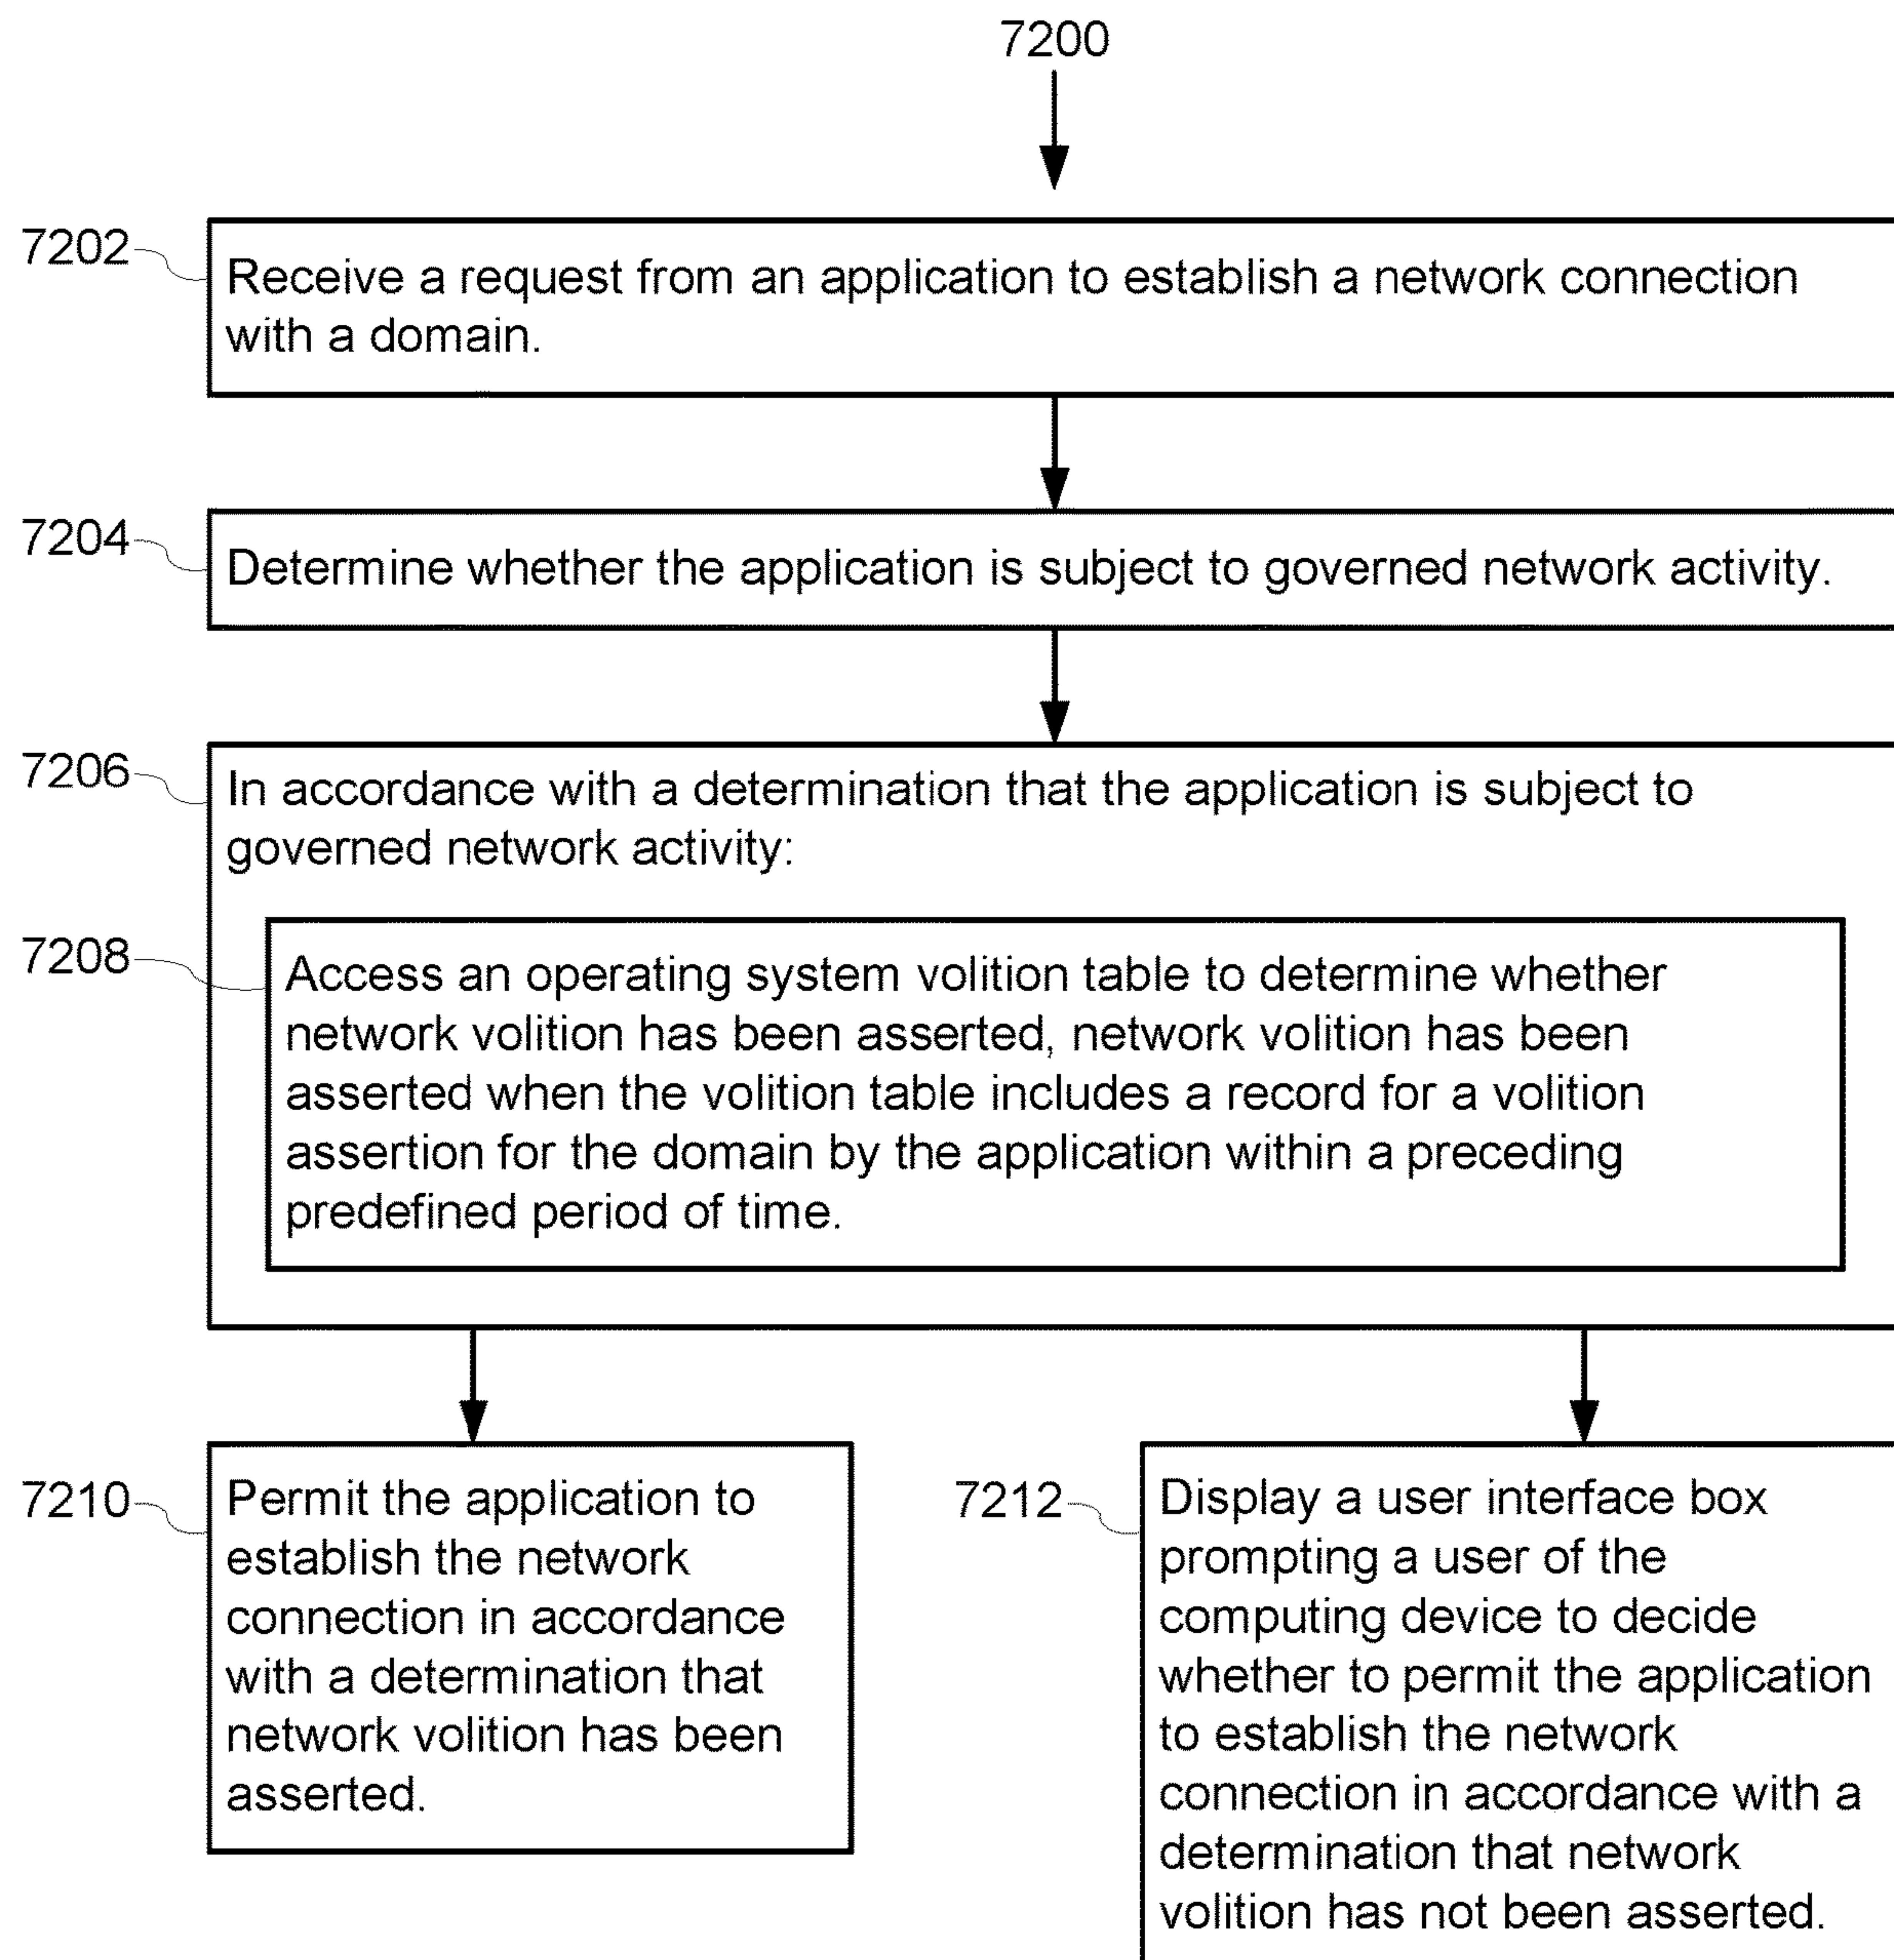 7200
7202
Receive a request from an application to establish a network connection
with a domain.
7204
Determine whether the application is subject to governed network activity.
7206
In accordance with a determination that the application is subject to
governed network activity:
7208
Access an operating system volition table to determine whether
network volition has been asserted, network volition has been
asserted when the volition table includes a record for a volition
assertion for the domain by the application within a preceding
predefined period of time.
7210
Permit the application to
establish the network
connection in accordance
with a determination that
network volition has been
asserted.
7212
Display a user interface box
prompting a user of the
computing device to decide
whether to permit the application
to establish the network
connection in accordance with a
determination that network
volition has not been asserted.